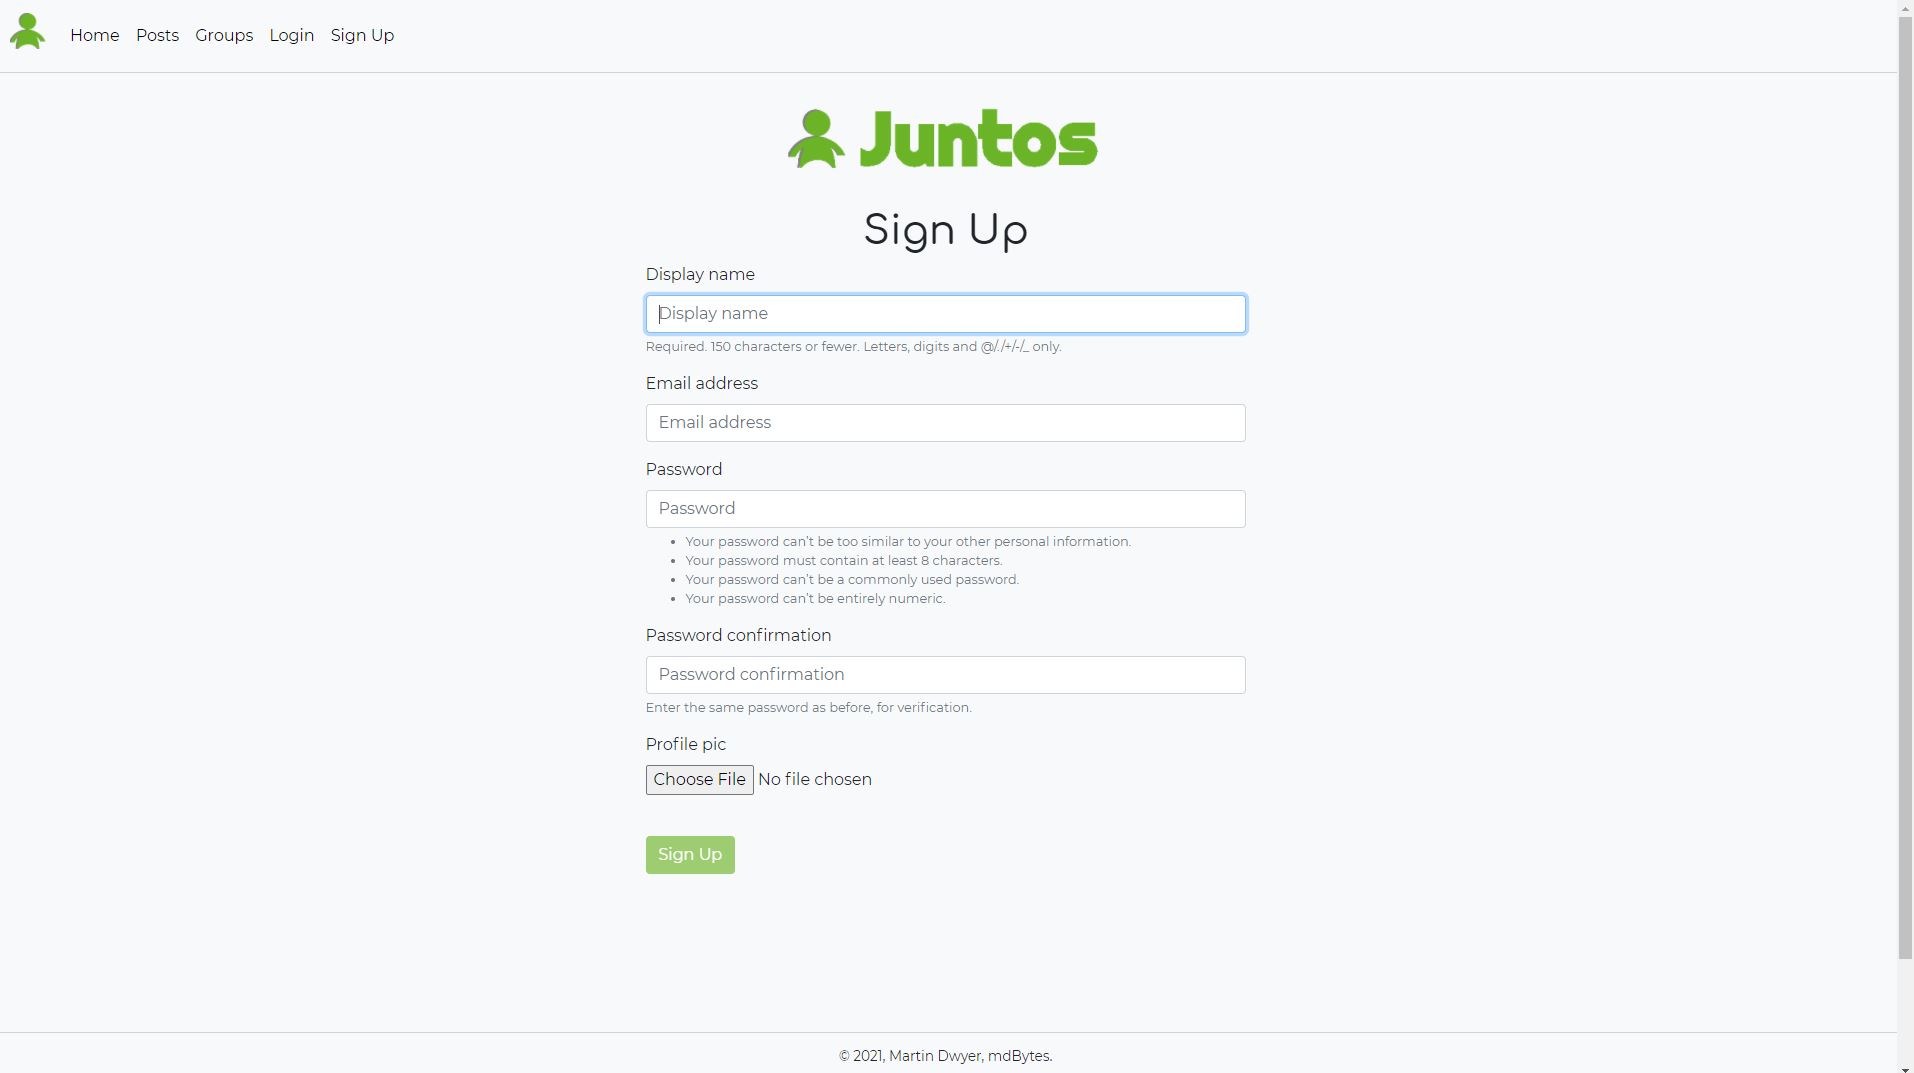 Home Posts Groups Login Sign Up
Juntos
Sign Up
Display name
Display name
Required. 150 characters or fewer. Letters, digits and @/./+/-/_ only.
Email address
Email address
Password
Password
• Your password can't be too similar to your other personal information.
• Your password must contain at least 8 characters.
• Your password can't be a commonly used password.
• Your password can't be entirely numeric.
Password confirmation
Password confirmation
Enter the same password as before, for verification.
Profile pic
Choose File No file chosen
Sign Up
© 2021, Martin Dwyer, mdBytes.